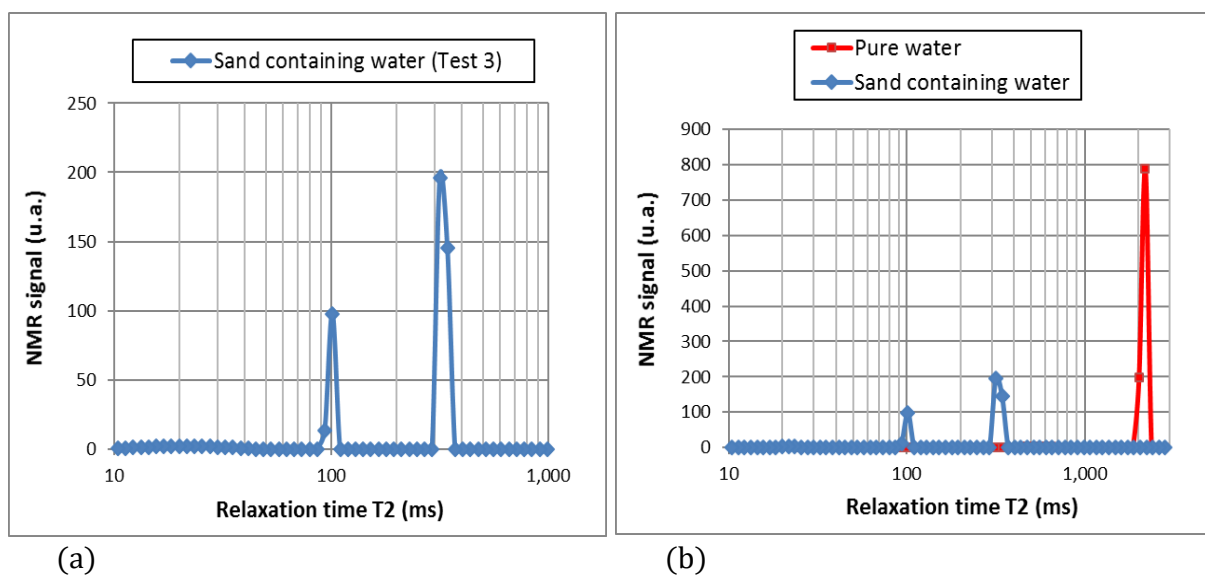 Sand containing water (Test 3)
250
200
150
100
50
0
10
100
1,000
NMR signal (u.a.)
Relaxation time T2 (ms)
(a)
Pure water
Sand containing water
900
800
700
600
500
400
300
200
100
0
10
100
1,000
NMR signal (u.a.)
Relaxation time T2 (ms)
(b)